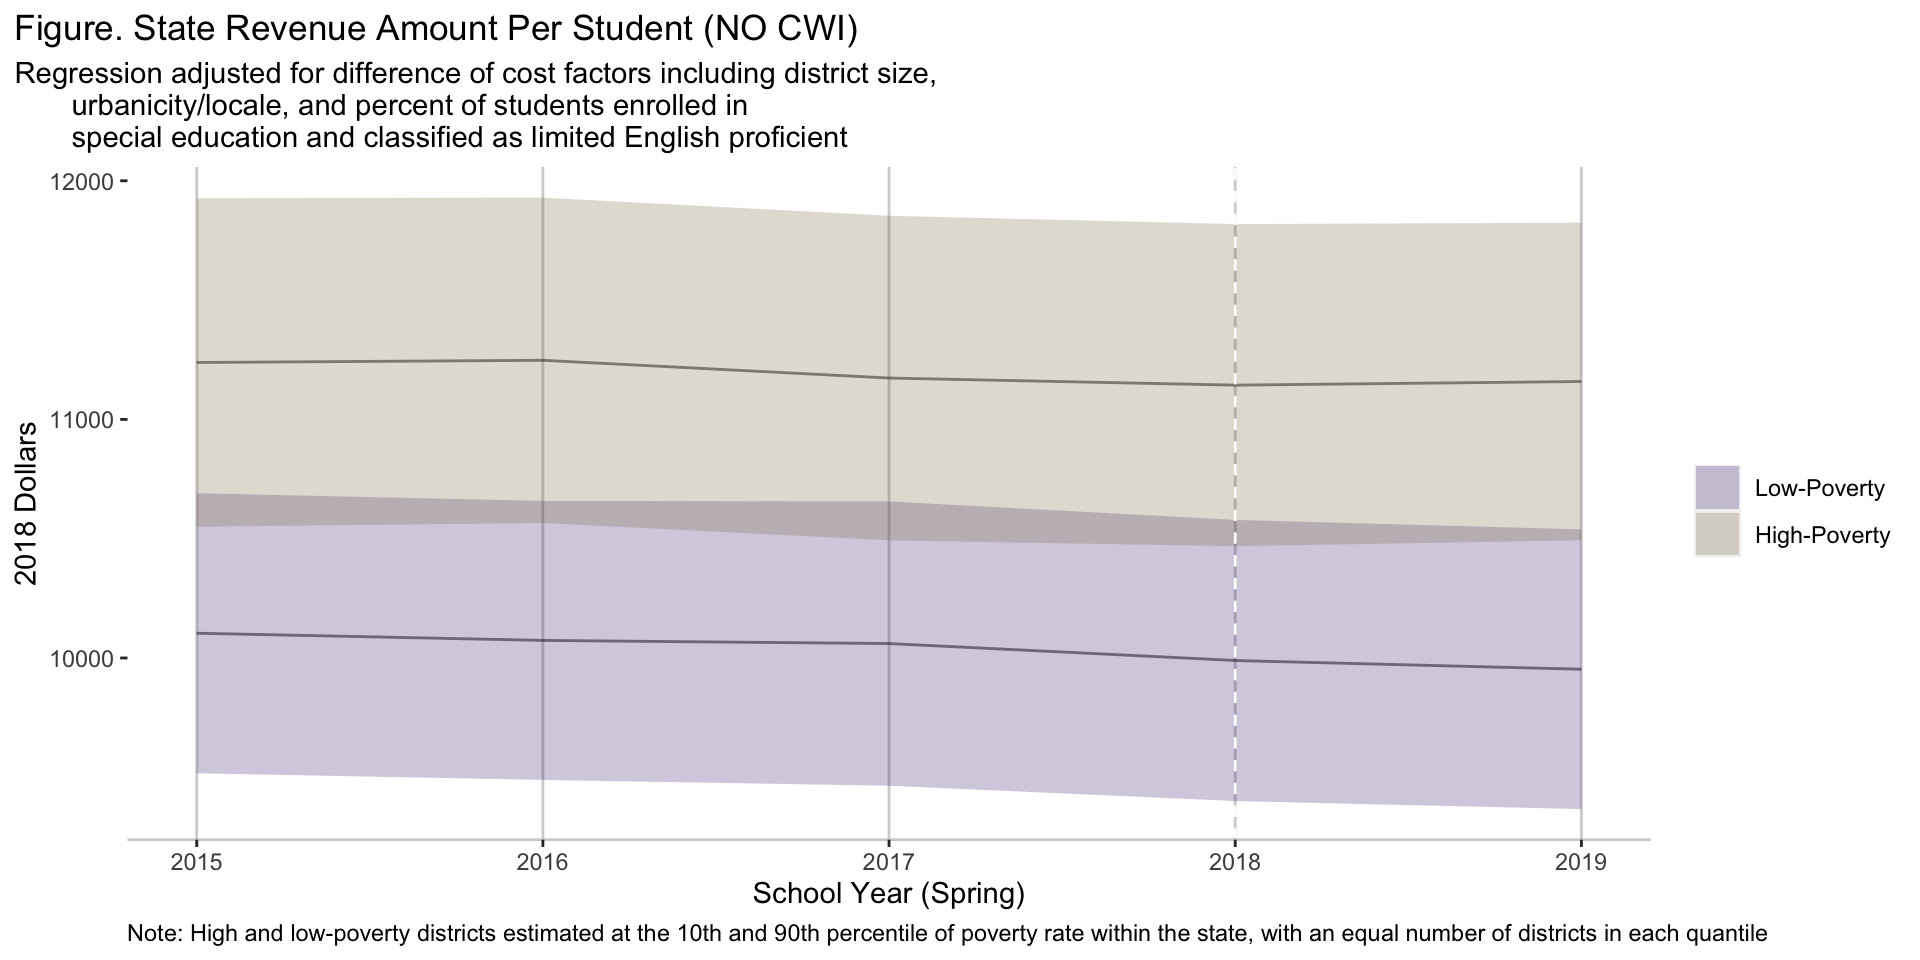 Figure. State Revenue Amount Per Student (NO CWI)
Regression adjusted for difference of cost factors including district size,
urbanicity/locale, and percent of students enrolled in
special education and classified as limited English proficient
12000
11000
10000
2018 Dollars
Low-Poverty
High-Poverty
2015 2016 2017 2018 2019
School Year (Spring)
Note: High and low-poverty districts estimated at the 10th and 90th percentile of poverty rate within the state, with an equal number of districts in each quantile